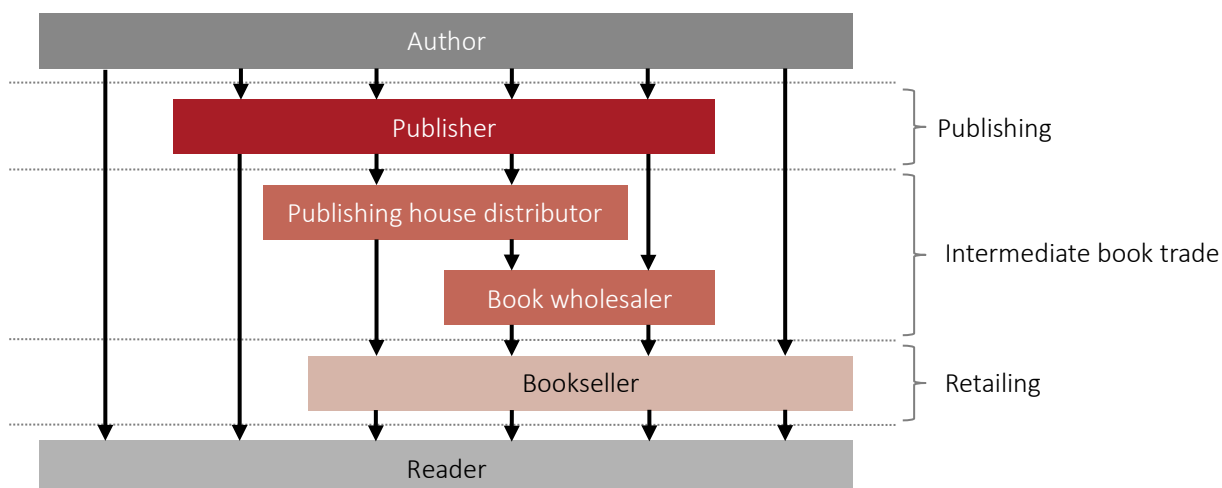 Author
Publisher
Publishing
Publishing house distributor
Intermediate book trade
Book wholesaler
Bookseller
Retailing
Reader